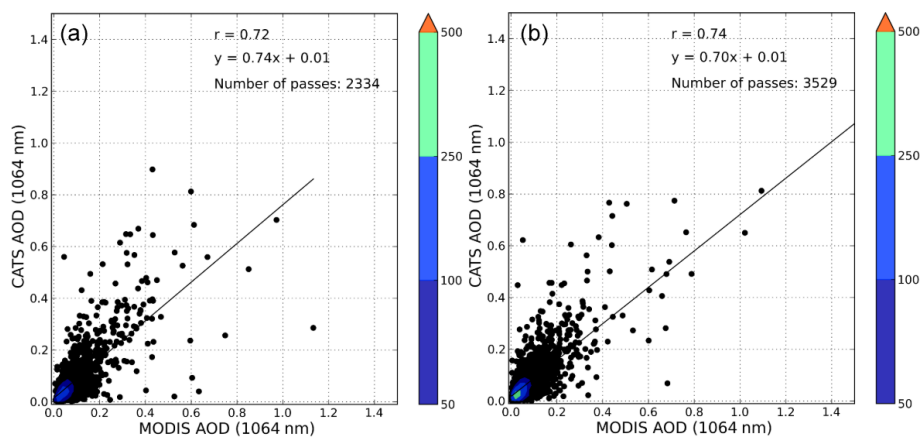 (a)
r = 0.72
y = 0.74x + 0.01
Number of passes: 2334
1.4
1.2
1.0
0.8
0.6
0.4
0.2
0.0
0.0 0.2 0.4 0.6 0.8 1.0 1.2 1.4
CATS AOD (1064 nm)
MODIS AOD (1064 nm)
500
250
100
50
(b)
r = 0.74
y = 0.70x + 0.01
Number of passes: 3529
1.4
1.2
1.0
0.8
0.6
0.4
0.2
0.0
0.0 0.2 0.4 0.6 0.8 1.0 1.2 1.4
CATS AOD (1064 nm)
MODIS AOD (1064 nm)
500
250
100
50